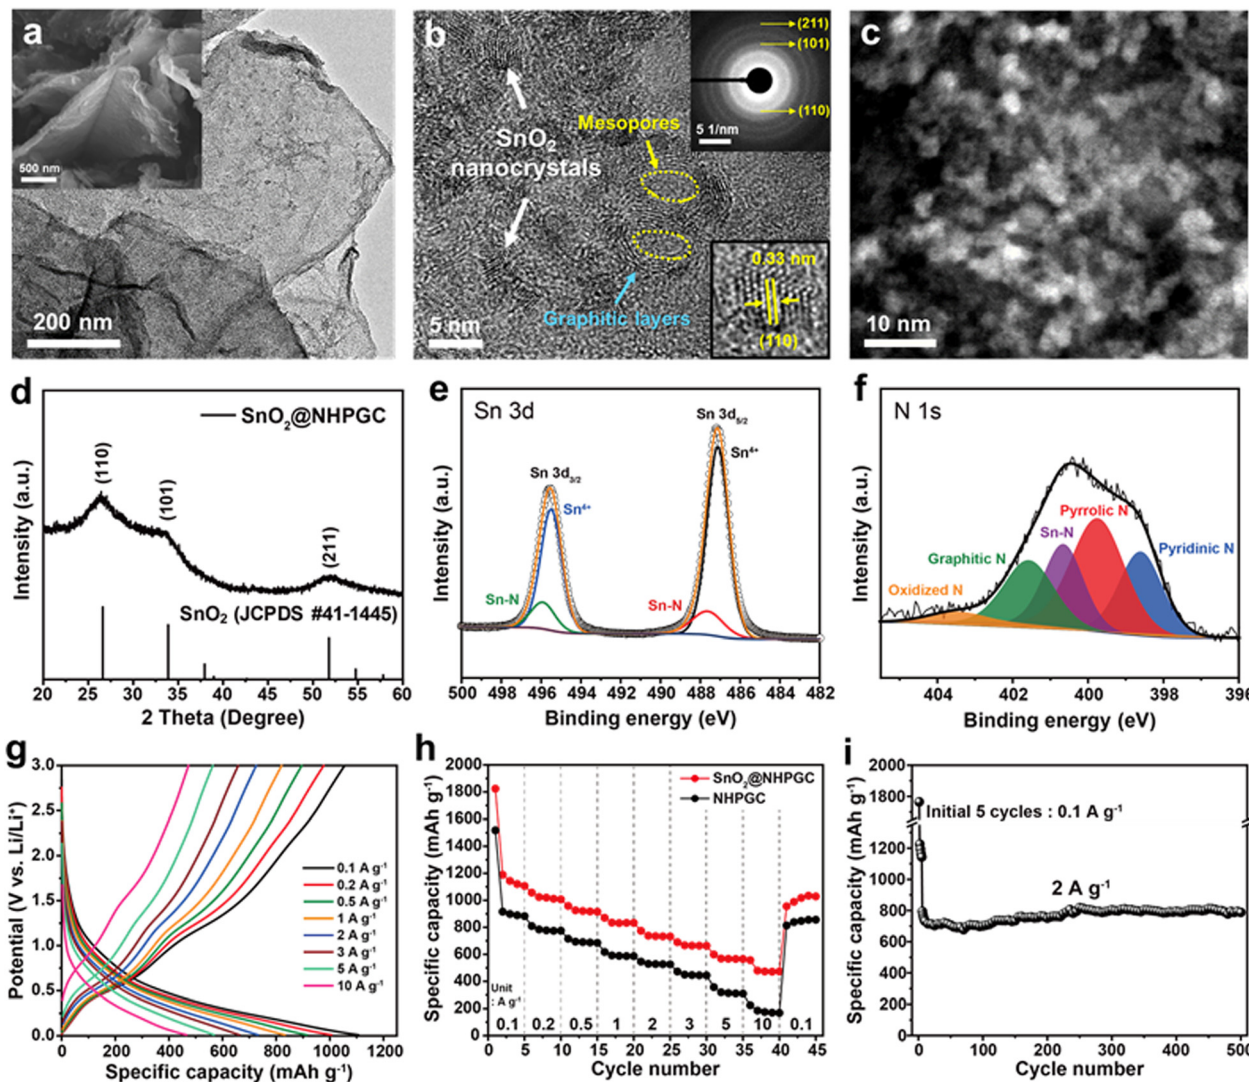 a
500 nm
200 nm
b
(211)
(101)
(110)
5 1/nm
Mesopores
SnO₂
nanocrystals
0.33 nm
(110)
Graphitic layers
5 nm
c
10 nm
d
SnO₂@NHPGC
(110)
(101)
(211)
SnO₂ (JCPDS #41-1445)
Intensity (a.u.)
20 25 30 35 40 45 50 55 60
2 Theta (Degree)
e
Sn 3d
Sn 3d₅/₂
Sn⁴⁺
Sn 3d₃/₂
Sn⁴⁺
Sn-N
Sn-N
Intensity (a.u.)
500 498 496 494 492 490 488 486 484 482
Binding energy (eV)
f
N 1s
Pyrrolic N
Sn-N
Graphitic N
Pyridinic N
Oxidized N
Intensity (a.u.)
404 402 400 398 396
Binding energy (eV)
g
Potential (V vs. Li/Li⁺)
3.0
2.5
2.0
1.5
1.0
0.5
0.0
0.1 A g⁻¹
0.2 A g⁻¹
0.5 A g⁻¹
1 A g⁻¹
2 A g⁻¹
3 A g⁻¹
5 A g⁻¹
10 A g⁻¹
0 200 400 600 800 1000 1200
Specific capacity (mAh g⁻¹)
h
Specific capacity (mAh g⁻¹)
2000
1800
1600
1400
1200
1000
800
600
400
200
0
SnO₂@NHPGC
NHPGC
Unit
: A g⁻¹
0.1 0.2 0.5 1 2 3 5 10 0.1
0 5 10 15 20 25 30 35 40 45
Cycle number
i
Specific capacity (mAh g⁻¹)
2000
1800
1600
1200
800
400
0
Initial 5 cycles : 0.1 A g⁻¹
2 A g⁻¹
0 100 200 300 400 500
Cycle number